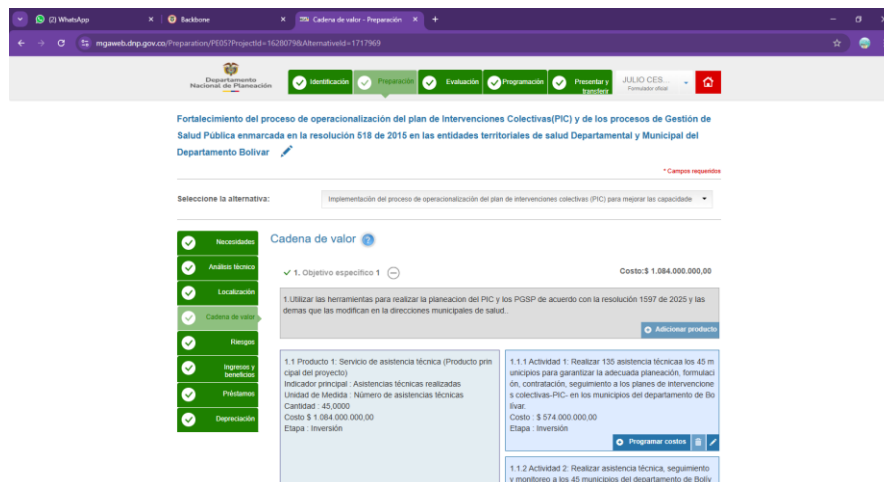 (2) WhatsApp
Backbone
Cadena de valor - Preparación
mgaweb.dnp.gov.co/Preparation/PE05?ProjectId=1628079&AlternativeId=1717969
Departamento
Nacional de Planeación
Identificación
Preparación
Evaluación
Programación
Presentar y
transferir
JULIO CES...
Formulador oficial
Fortalecimiento del proceso de operacionalización del plan de Intervenciones Colectivas(PIC) y de los procesos de Gestión de
Salud Pública enmarcada en la resolución 518 de 2015 en las entidades territoriales de salud Departamental y Municipal del
Departamento Bolivar
* Campos requeridos
Seleccione la alternativa:
Implementación del proceso de operacionalización del plan de intervenciones colectivas (PIC) para mejorar las capacidade
Necesidades
Análisis técnico
Localización
Cadena de valor
Riesgos
Ingresos y
beneficios
Préstamos
Depreciación
Cadena de valor
1. Objetivo especifico 1
Costo:$ 1.084.000.000,00
1.Utilizar las herramientas para realizar la planeacion del PIC y los PGSP de acuerdo con la resolución 1597 de 2025 y las
demas que las modifican en la direcciones municipales de salud..
Adicionar producto
1.1 Producto 1: Servicio de asistencia técnica (Producto prin
cipal del proyecto)
Indicador principal : Asistencias técnicas realizadas
Unidad de Medida : Número de asistencias técnicas
Cantidad : 45,0000
Costo $ 1.084.000.000,00
Etapa : Inversión
1.1.1 Actividad 1: Realizar 135 asistencia técnicaa los 45 m
unicipios para garantizar la adecuada planeación, formulaci
ón, contratación, seguimiento a los planes de intervencione
s colectivas-PIC- en los municipios del departamento de Bo
livar.
Costo : $ 574.000.000,00
Etapa : Inversión
Programar costos
1.1.2 Actividad 2: Realizar asistencia técnica, seguimiento
y monitoreo a los 45 municipios del departamento de Bolív